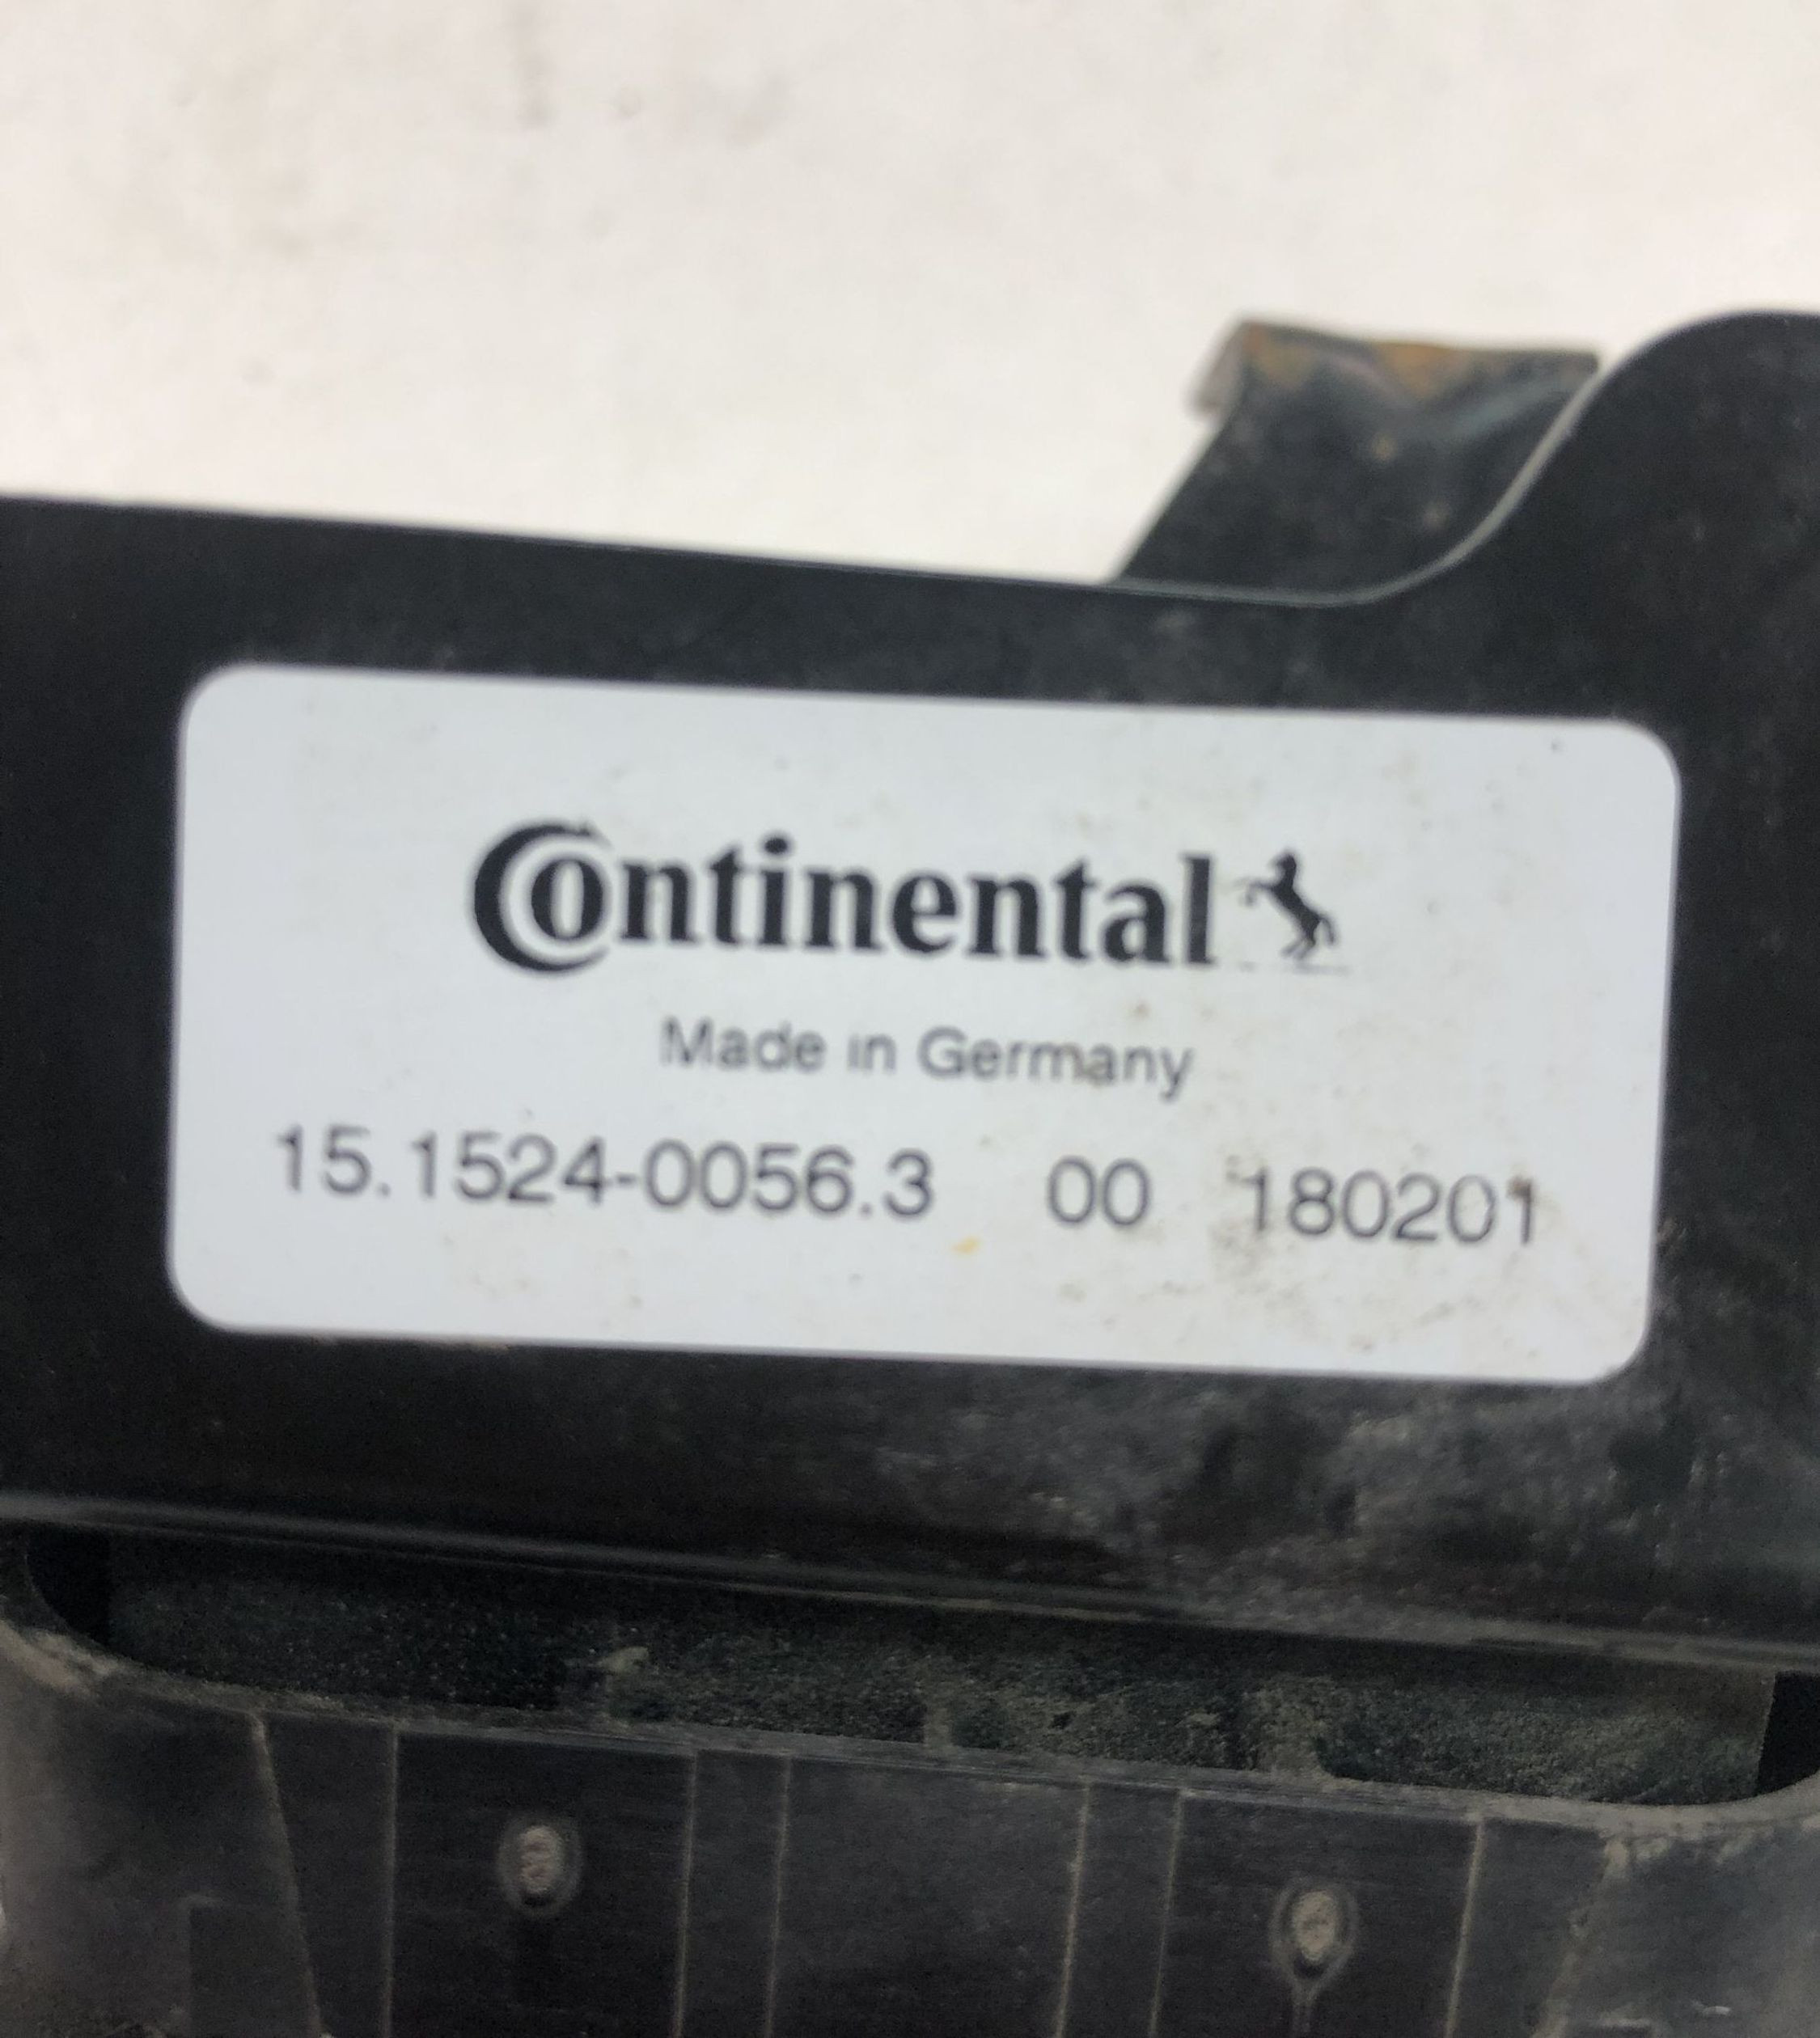 Continental
Made in Germany
15.1524-0056.3 00 180201